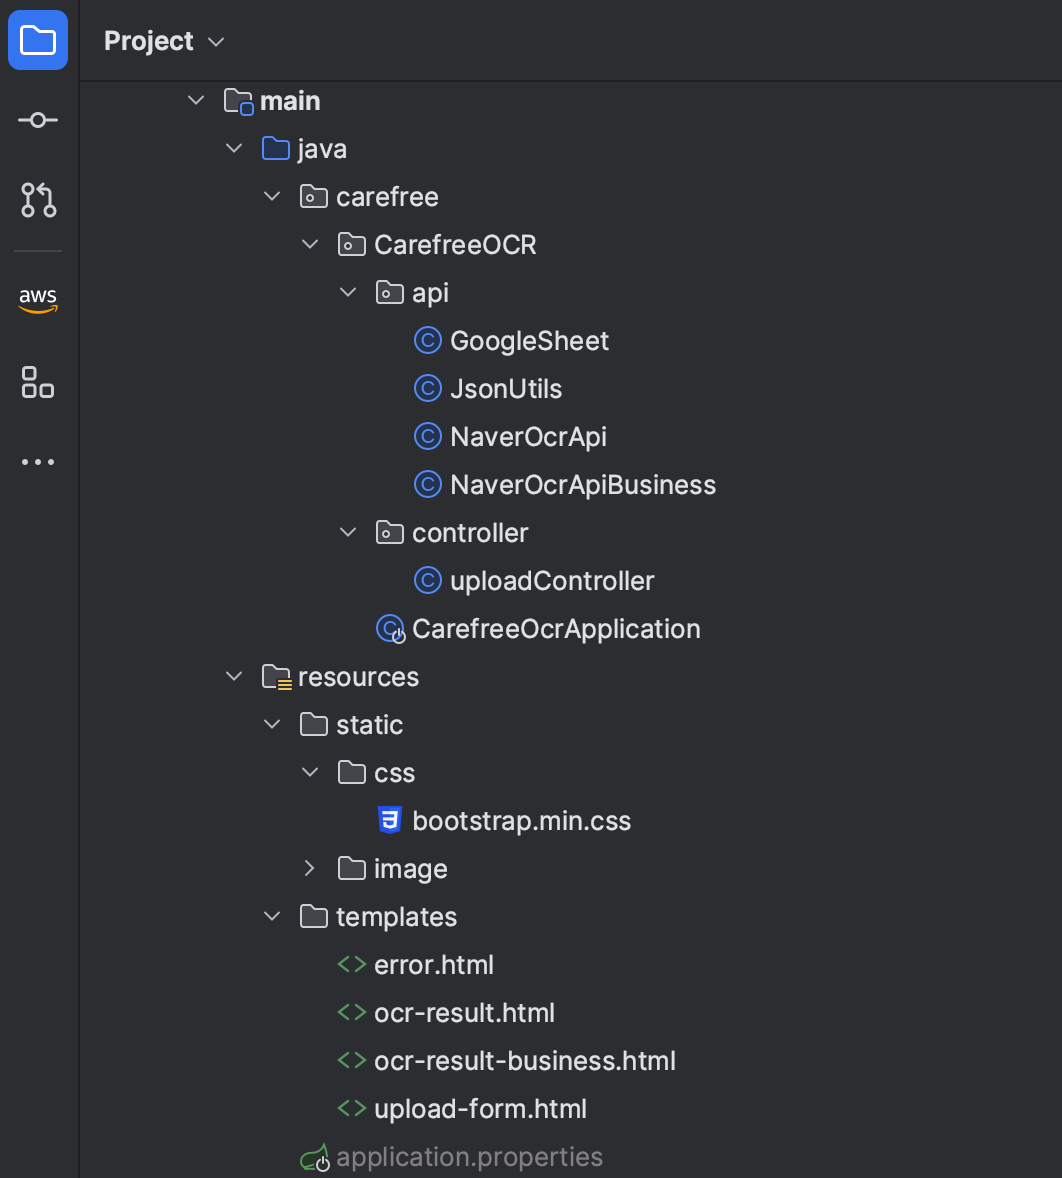 Project
aws
main
java
carefree
CarefreeOCR
api
GoogleSheet
JsonUtils
NaverOcrApi
NaverOcrApiBusiness
controller
uploadController
CarefreeOcrApplication
resources
static
css
bootstrap.min.css
image
templates
error.html
ocr-result.html
ocr-result-business.html
upload-form.html
application.properties